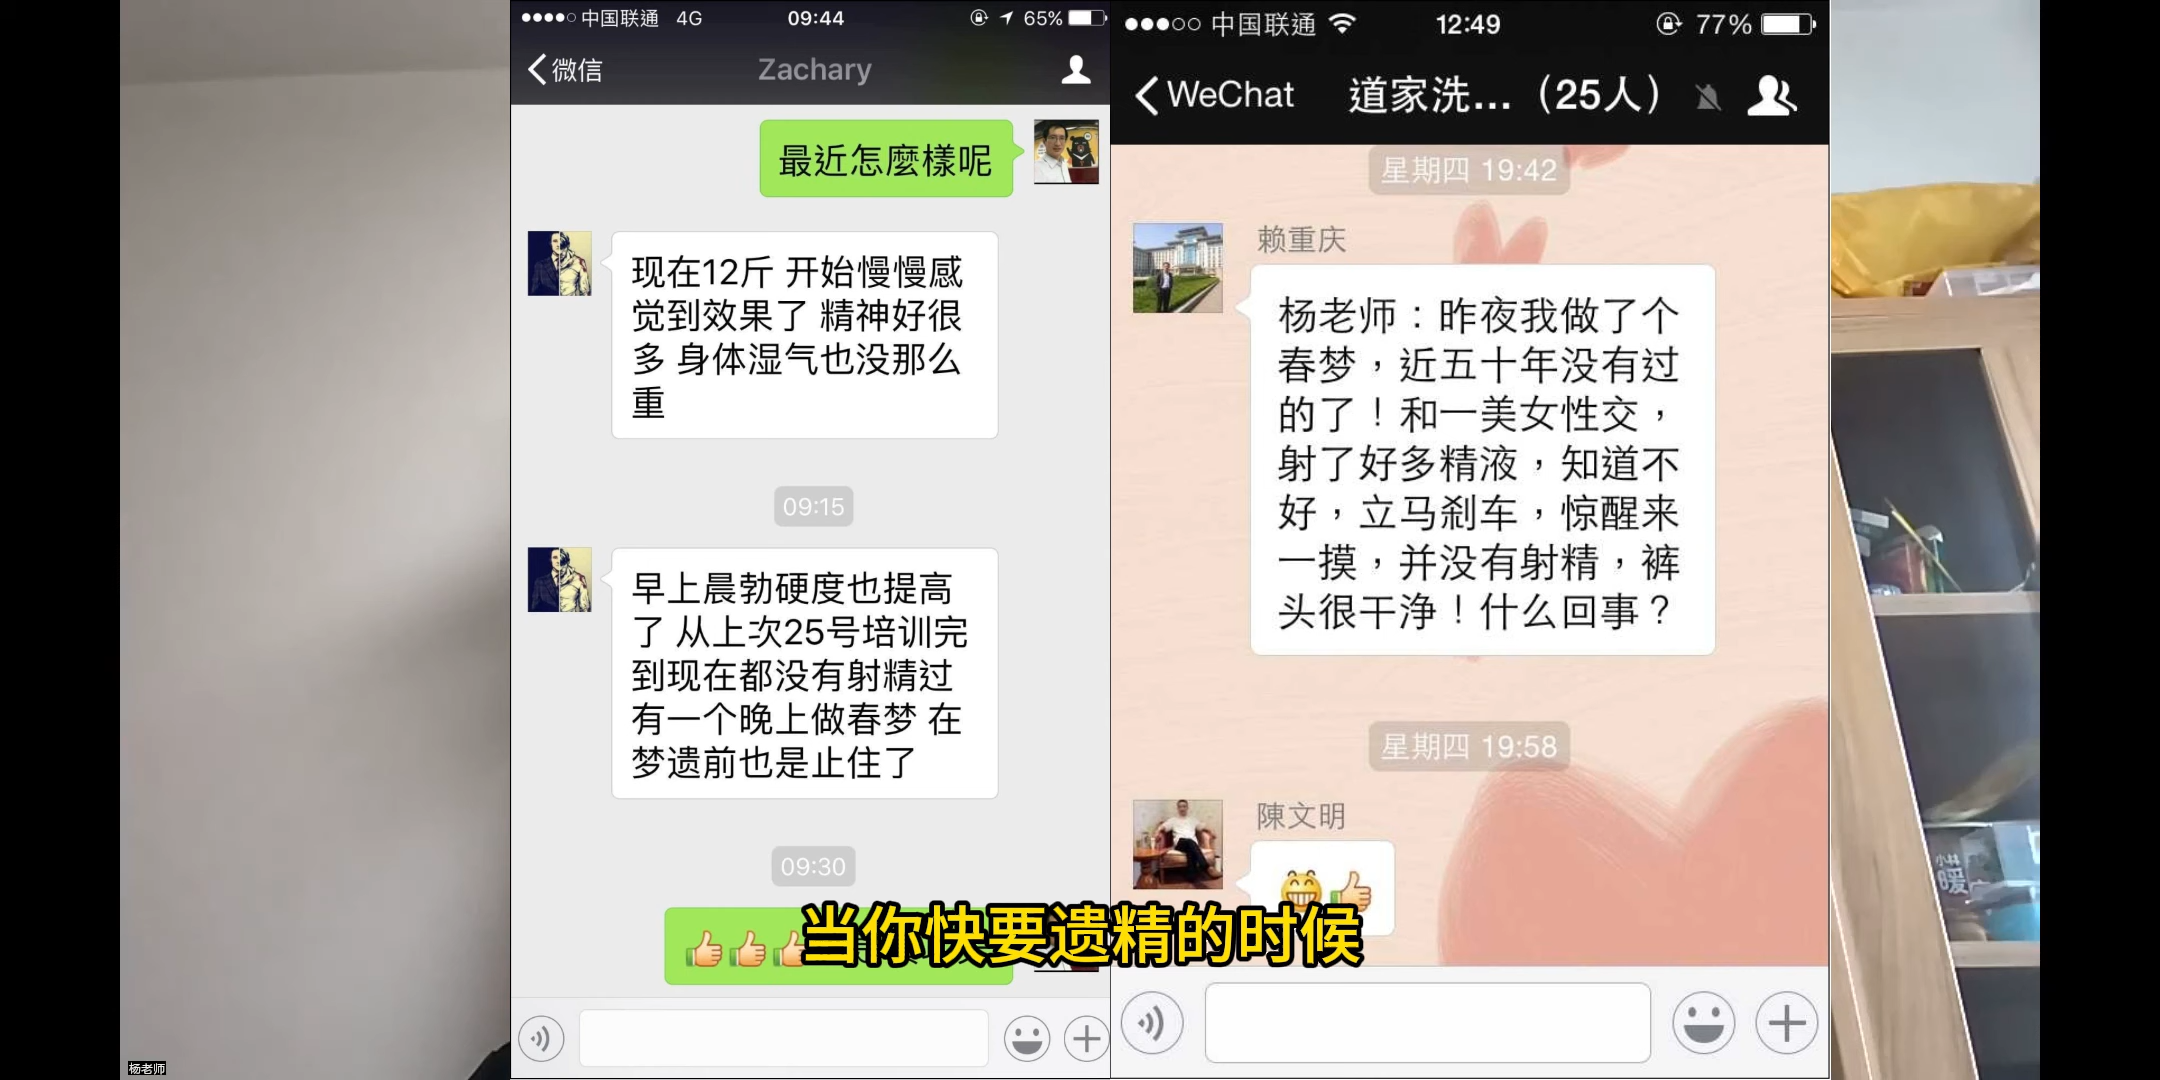 中国联通 4G 09:44 65%
微信 Zachary
最近怎麼樣呢
现在12斤 开始慢慢感
觉到效果了 精神好很
多 身体湿气也没那么
重
09:15
早上晨勃硬度也提高
了 从上次25号培训完
到现在都没有射精过
有一个晚上做春梦 在
梦遗前也是止住了
09:30
中国联通 12:49 77%
WeChat 道家洗...（25人）
星期四 19:42
赖重庆
杨老师：昨夜我做了个
春梦，近五十年没有过
的了！和一美女性交，
射了好多精液，知道不
好，立马刹车，惊醒来
一摸，并没有射精，裤
头很干净！什么回事？
星期四 19:58
陳文明
当你快要遗精的时候
小林
暖
杨老师